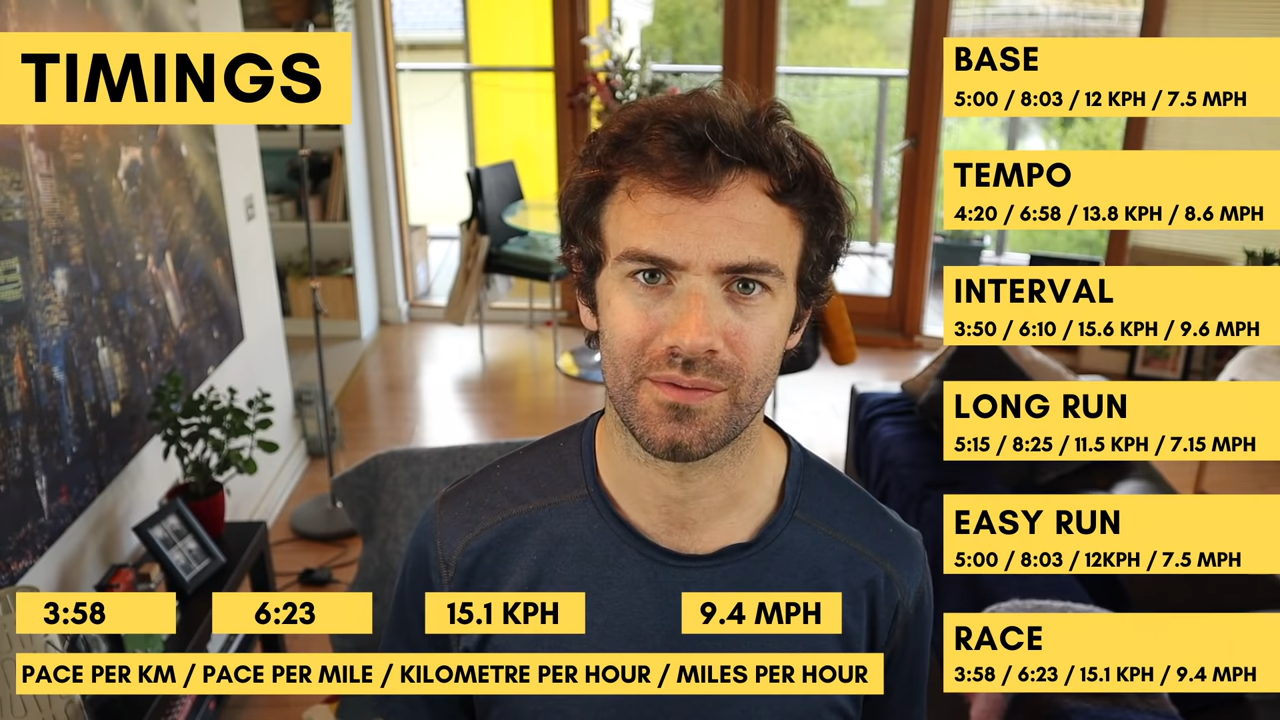 TIMINGS
BASE
5:00 / 8:03 / 12 KPH / 7.5 MPH
TEMPO
4:20 / 6:58 / 13.8 KPH / 8.6 MPH
INTERVAL
3:50 / 6:10 / 15.6 KPH / 9.6 MPH
LONG RUN
5:15 / 8:25 / 11.5 KPH / 7.15 MPH
EASY RUN
5:00 / 8:03 / 12KPH / 7.5 MPH
RACE
3:58 / 6:23 / 15.1 KPH / 9.4 MPH
3:58 6:23 15.1 KPH 9.4 MPH
PACE PER KM / PACE PER MILE / KILOMETRE PER HOUR / MILES PER HOUR